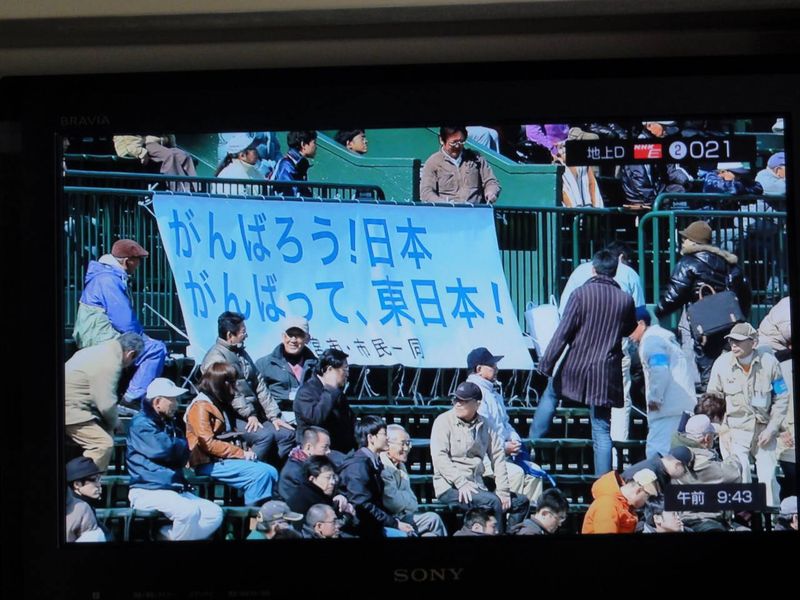 BRAVIA
地上D NHK E 2 021
がんばろう!日本
がんばって、東日本!
市民一同
午前 9:43
SONY